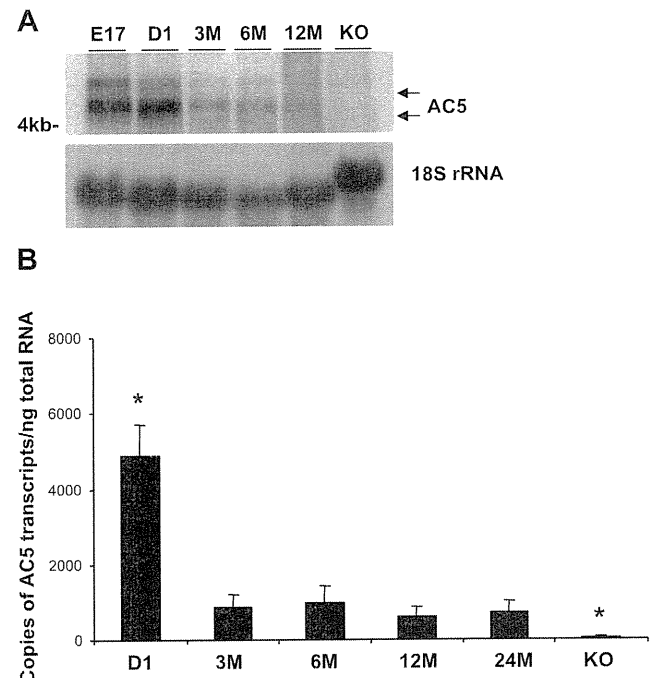 A
E17 D1 3M 6M 12M KO
AC5
4kb-
18S rRNA
B
Copies of AC5 transcripts/ng total RNA
8000
6000
4000
2000
0
*
*
D1 3M 6M 12M 24M KO